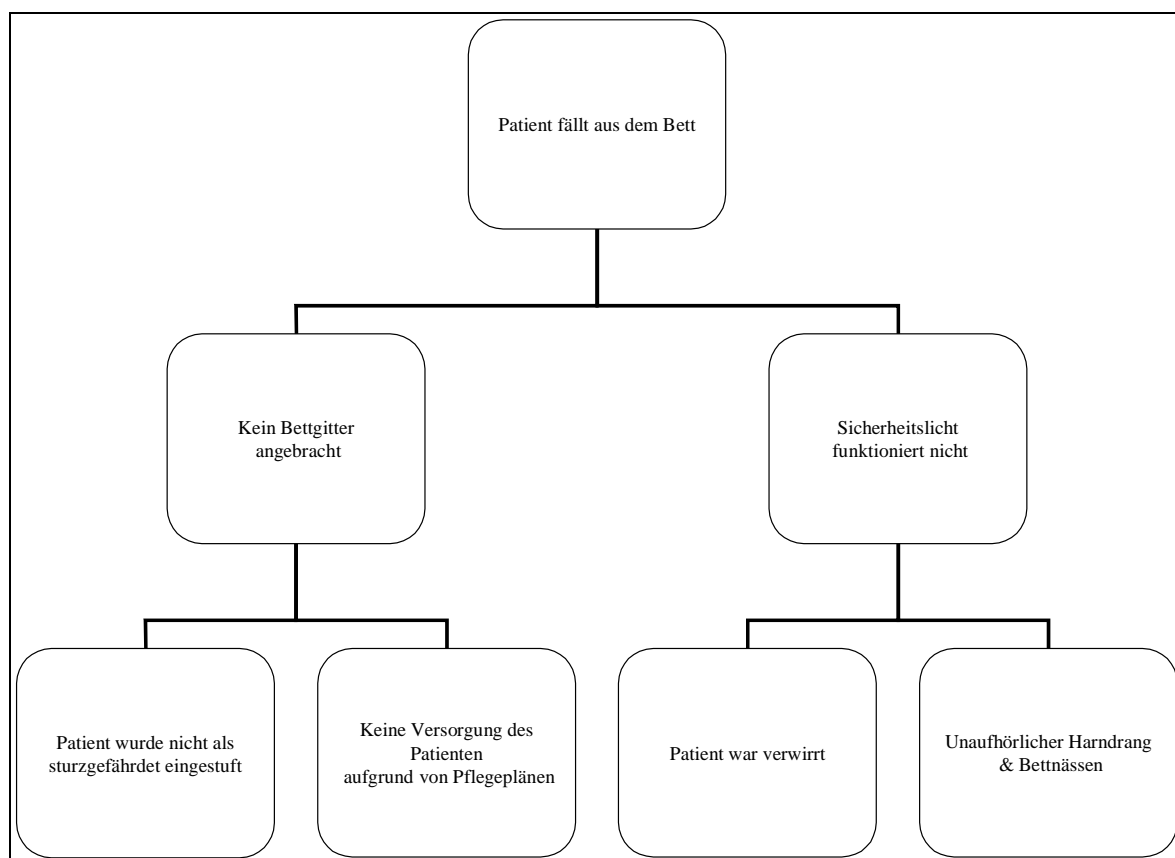 Patient fällt aus dem Bett
Kein Bettgitter
angebracht
Sicherheitslicht
funktioniert nicht
Patient wurde nicht als
sturzgefährdet eingestuft
Keine Versorgung des
Patienten
aufgrund von Pflegeplänen
Patient war verwirrt
Unaufhörlicher Harndrang
& Bettnässen